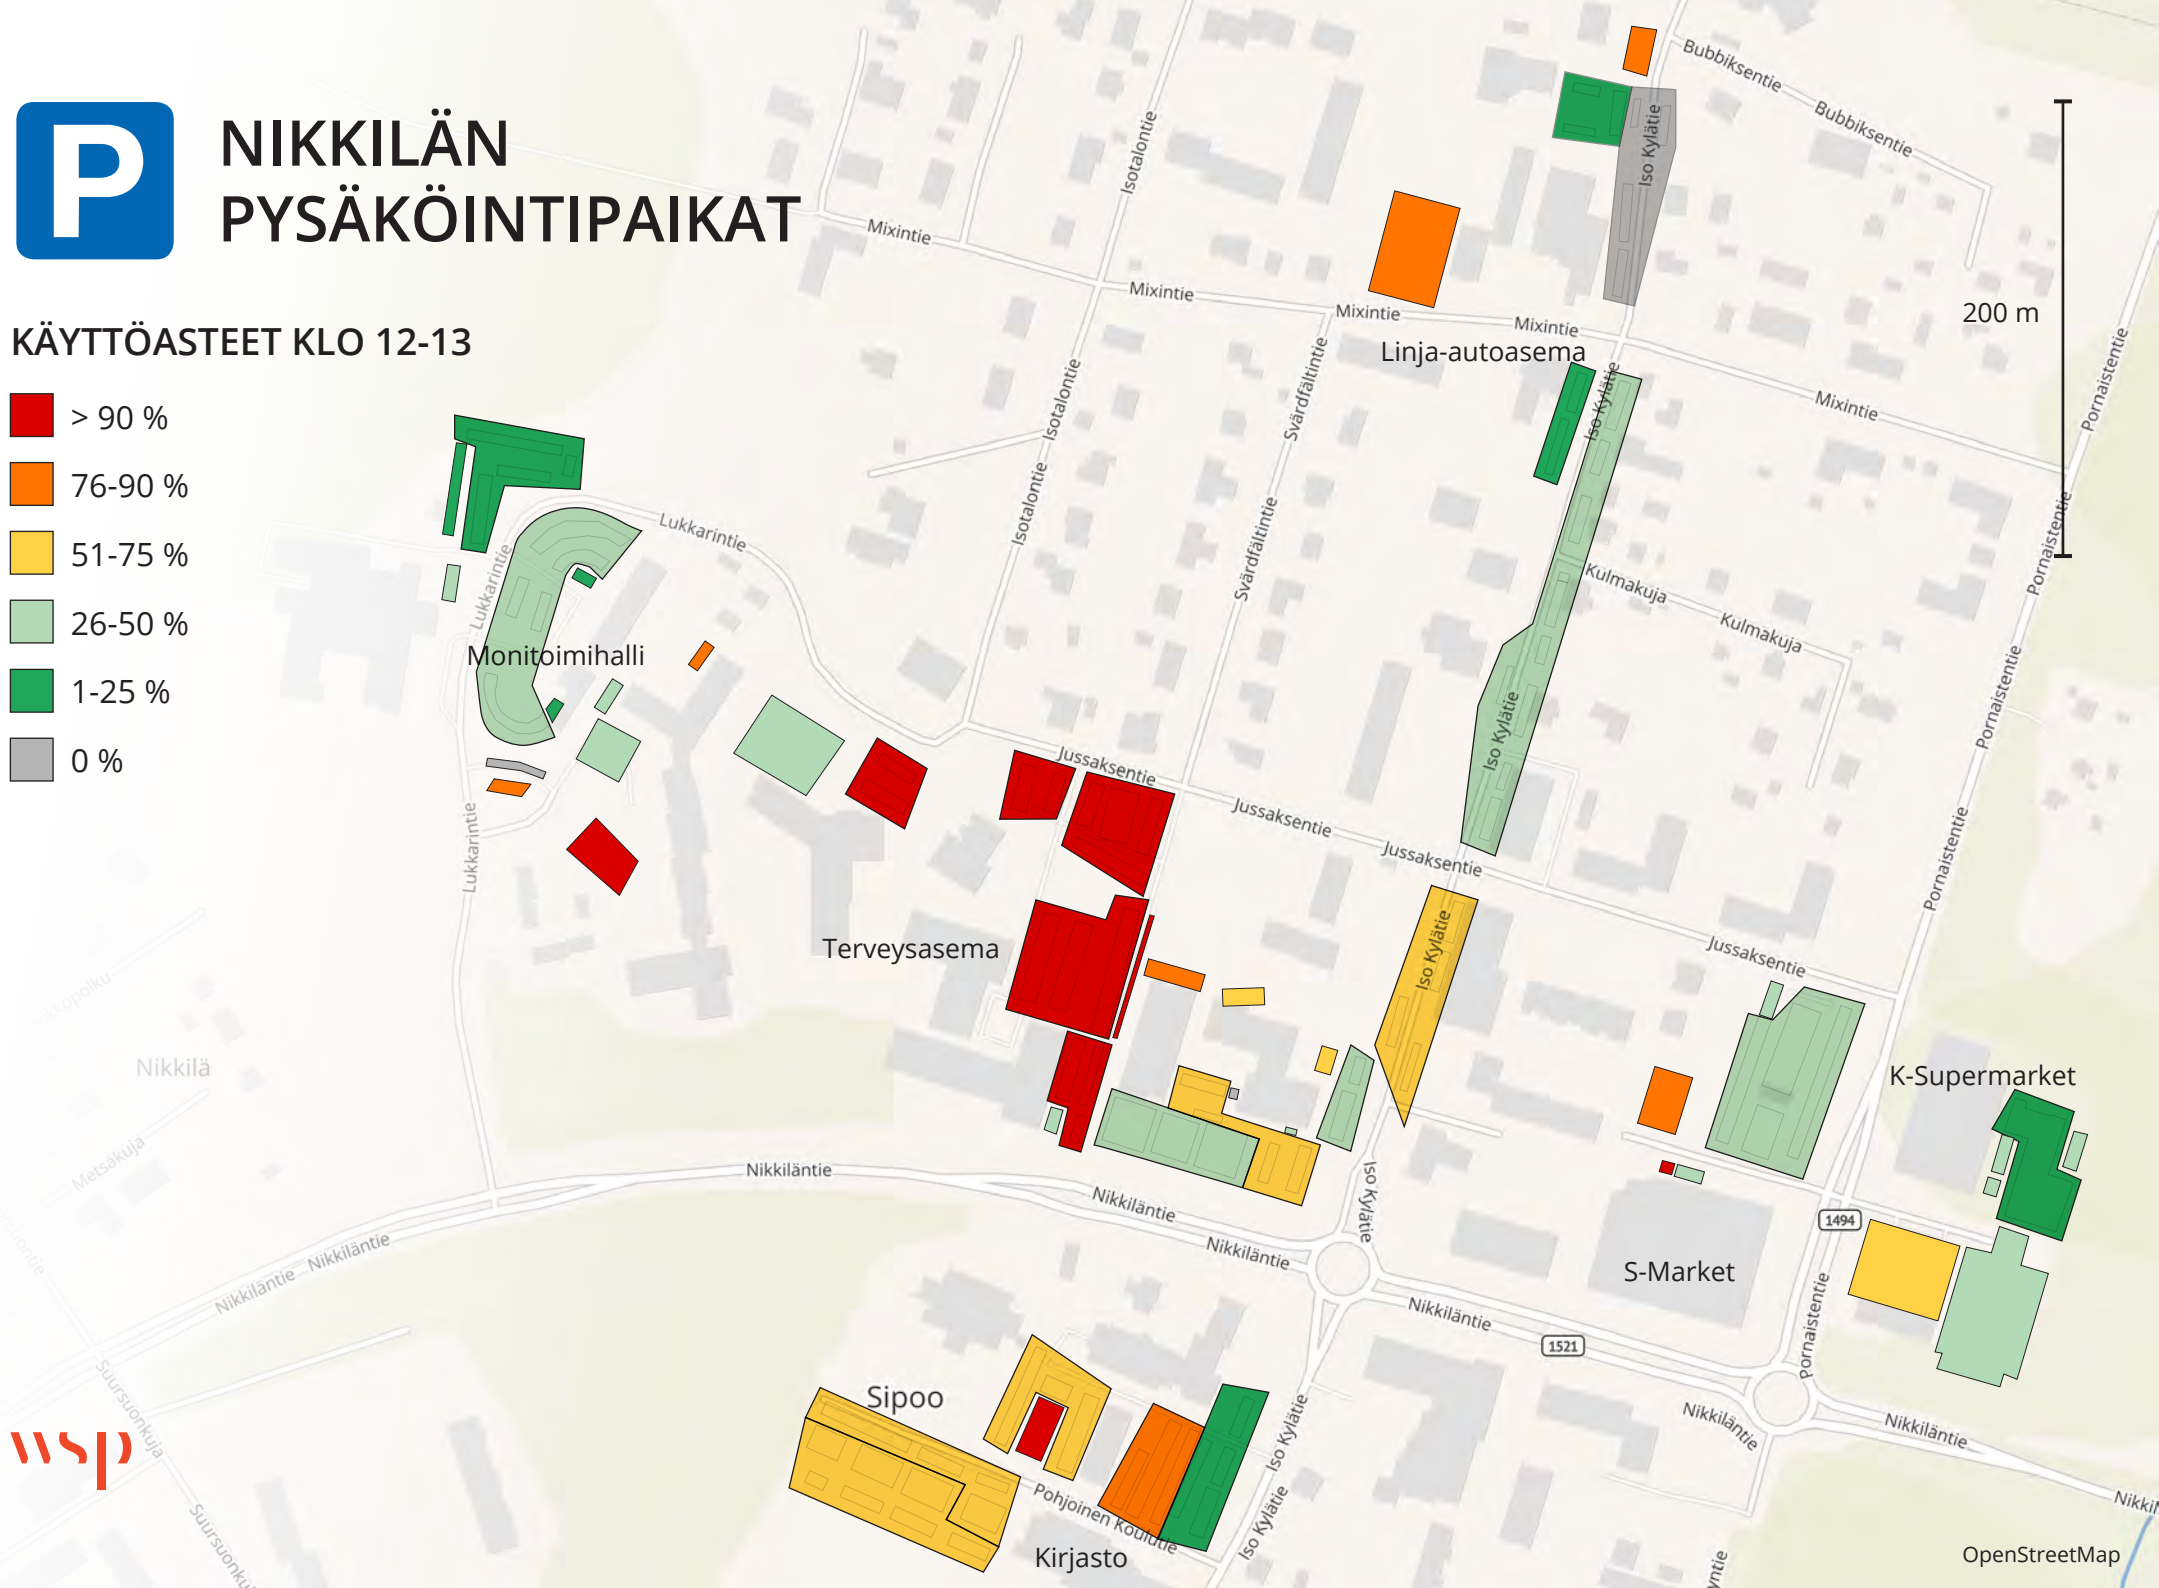 P
NIKKILÄN
PYSÄKÖINTIPAIKAT
KÄYTTÖASTEET KLO 12-13
> 90 %
76-90 %
51-75 %
26-50 %
1-25 %
0 %
200 m
Bubbiksentie
Bubbiksentie
Iso Kylätie
Isotalontie
Mixintie
Mixintie
Mixintie
Mixintie
Mixintie
Linja-autoasema
Iso Kylätie
Pornaistentie
Isotalontie
Svärdfältintie
Isotalontie
Svärdfältintie
Lukkarintie
Lukkarintie
Kulmakuja
Kulmakuja
Pornaistentie
Monitoimihalli
Iso Kylätie
Pornaistentie
Jussaksentie
Jussaksentie
Jussaksentie
Jussaksentie
Lukkarintie
Pornaistentie
Terveysasema
Iso Kylätie
Nikkilä
Metsäkuja
K-Supermarket
Nikkiläntie
Nikkiläntie
Nikkiläntie
Nikkiläntie
Nikkiläntie
Iso Kylätie
1494
S-Market
Nikkiläntie
1521
Pornaistentie
Nikkiläntie
Nikkiläntie
Sipoo
Suursuonkuja
Iso Kylätie
Pohjoinen Koulutie
Iso Kylätie
Kirjasto
wsp
OpenStreetMap